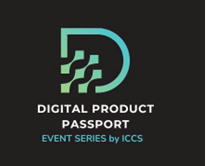 DIGITAL PRODUCT
PASSPORT
EVENT SERIES by ICCS